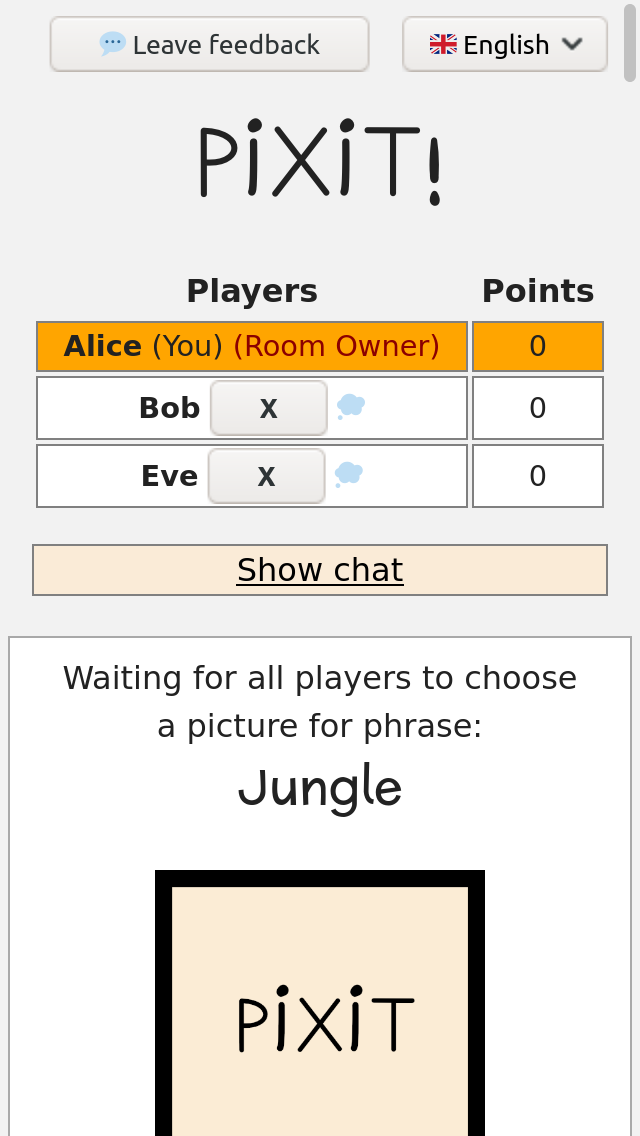 Leave feedback
English
PiXiT!
Players Points
Alice (You) (Room Owner) 0
Bob X 0
Eve X 0
Show chat
Waiting for all players to choose
a picture for phrase:
Jungle
PiXiT